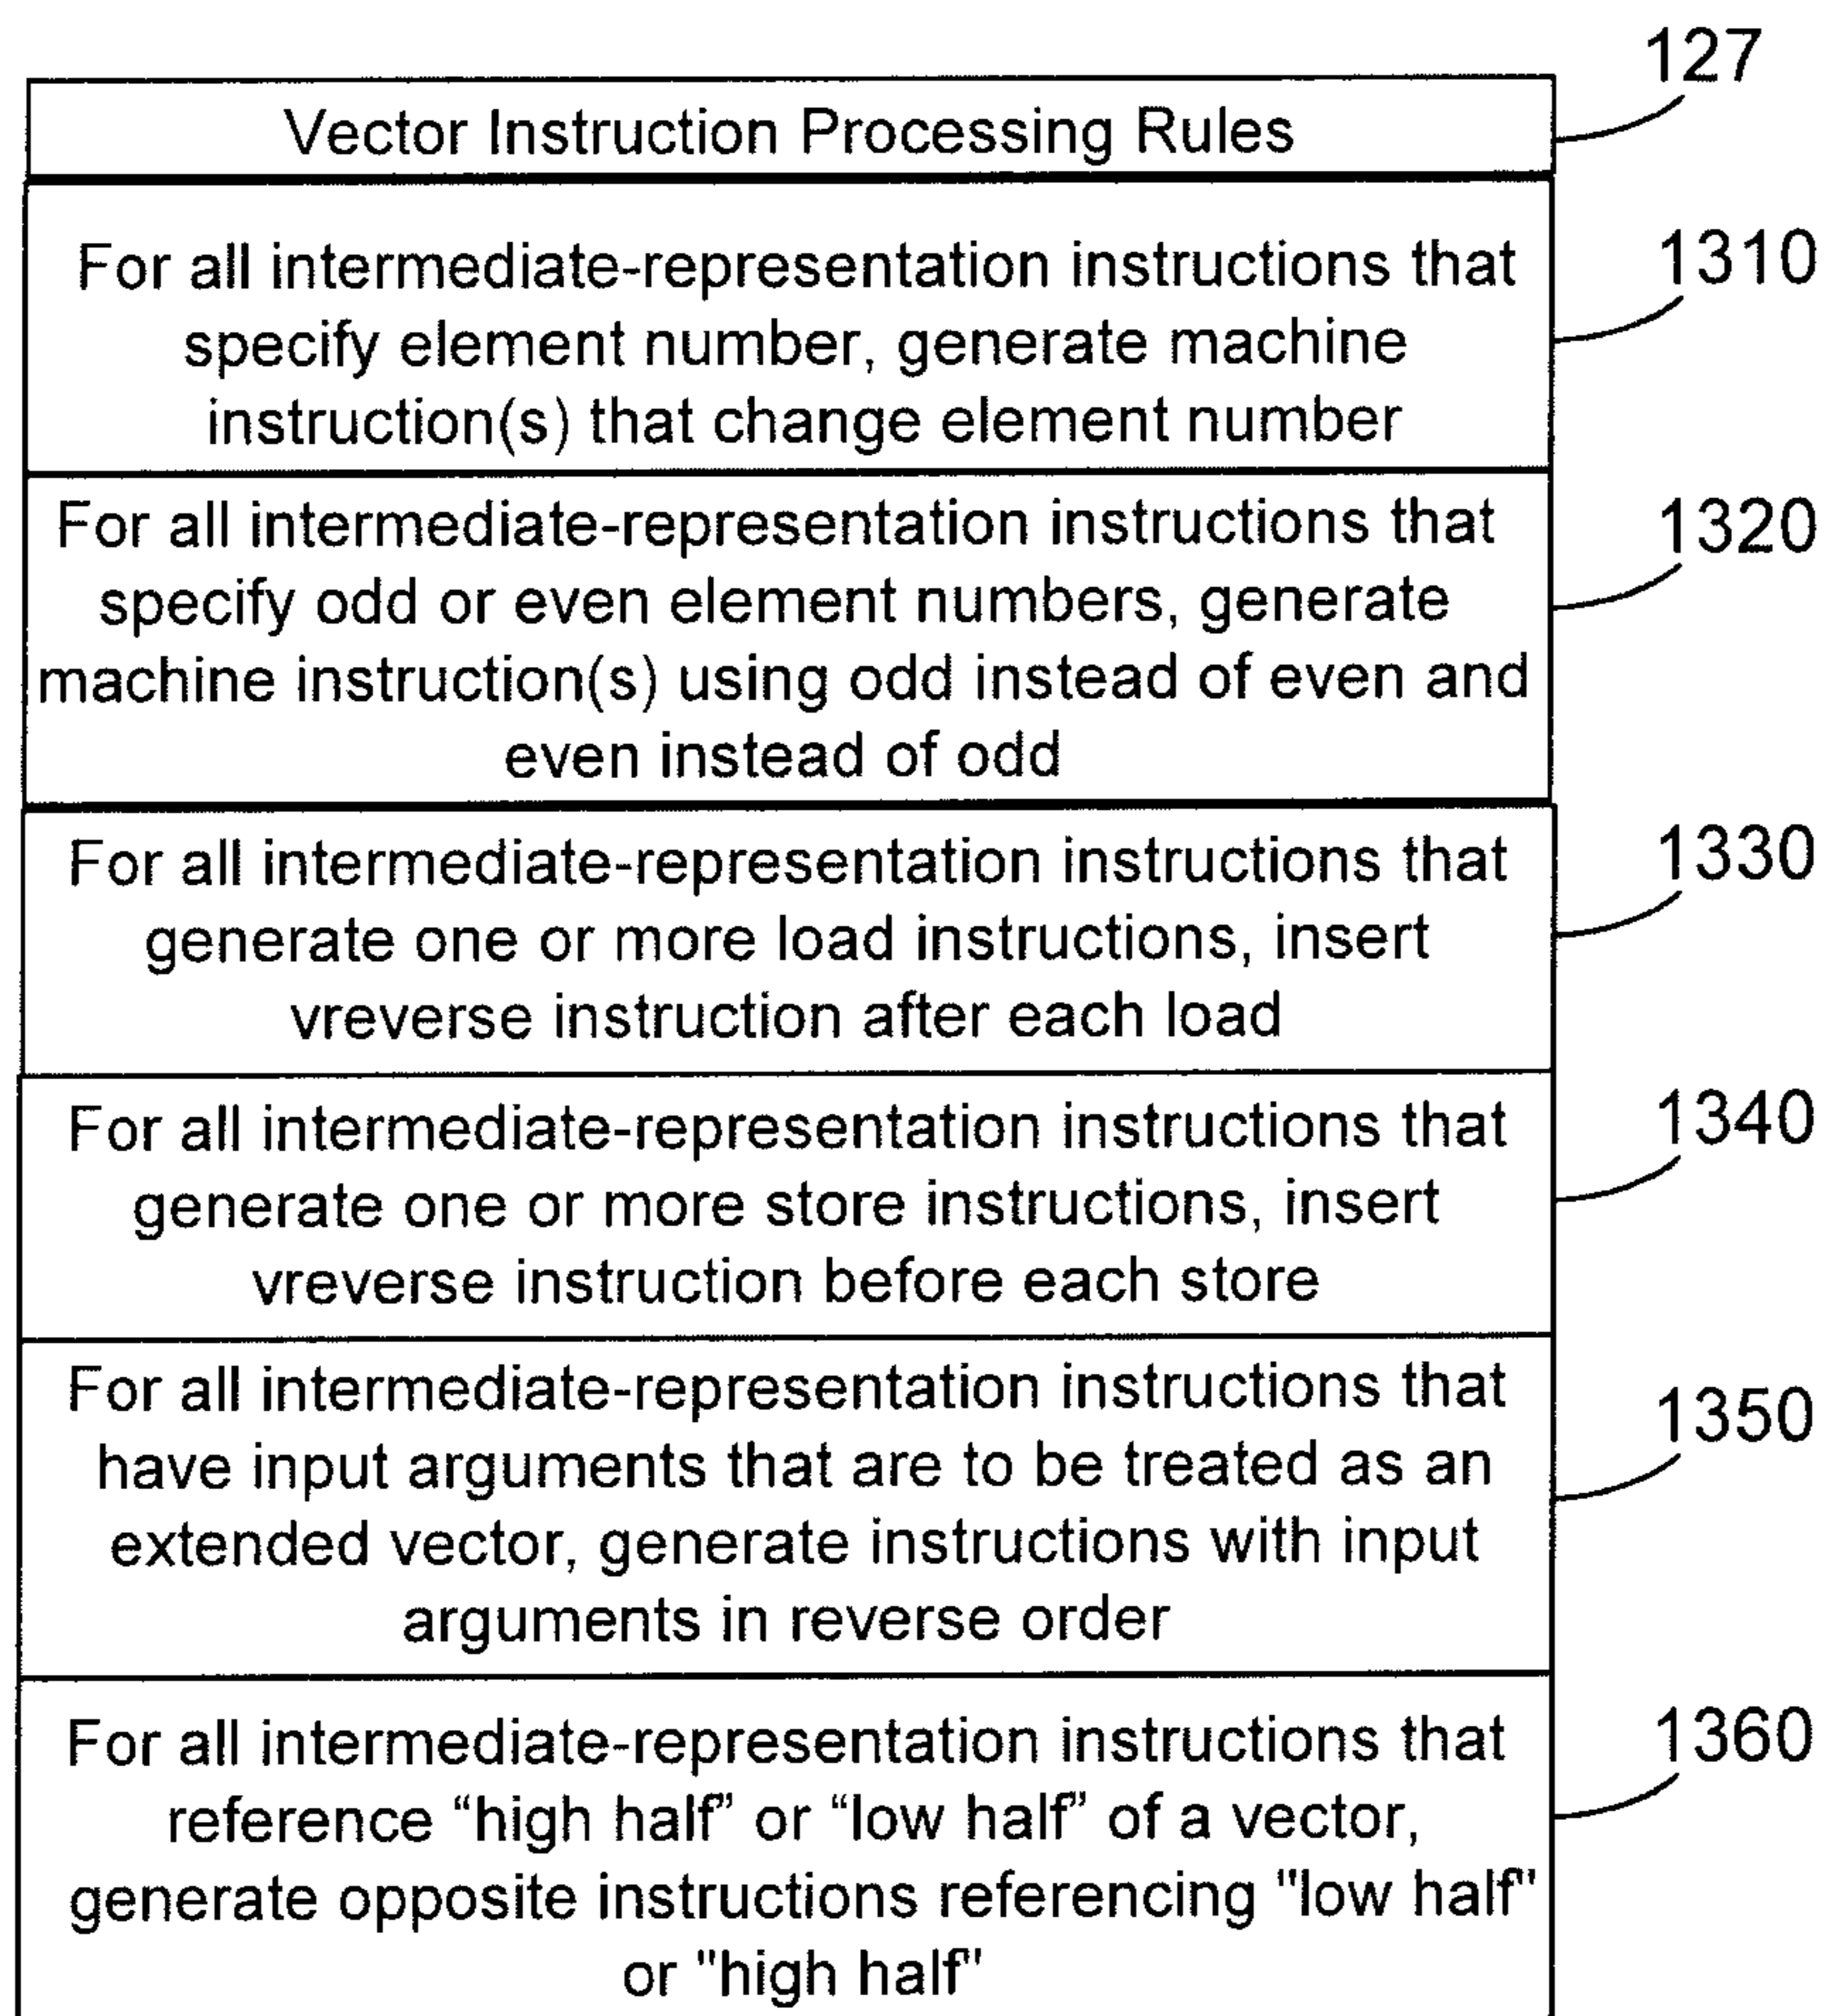 127
Vector Instruction Processing Rules
For all intermediate-representation instructions that
specify element number, generate machine
instruction(s) that change element number
1310
For all intermediate-representation instructions that
specify odd or even element numbers, generate
machine instruction(s) using odd instead of even and
even instead of odd
1320
For all intermediate-representation instructions that
generate one or more load instructions, insert
vreverse instruction after each load
1330
For all intermediate-representation instructions that
generate one or more store instructions, insert
vreverse instruction before each store
1340
For all intermediate-representation instructions that
have input arguments that are to be treated as an
extended vector, generate instructions with input
arguments in reverse order
1350
For all intermediate-representation instructions that
reference “high half” or “low half” of a vector,
generate opposite instructions referencing "low half"
or "high half"
1360